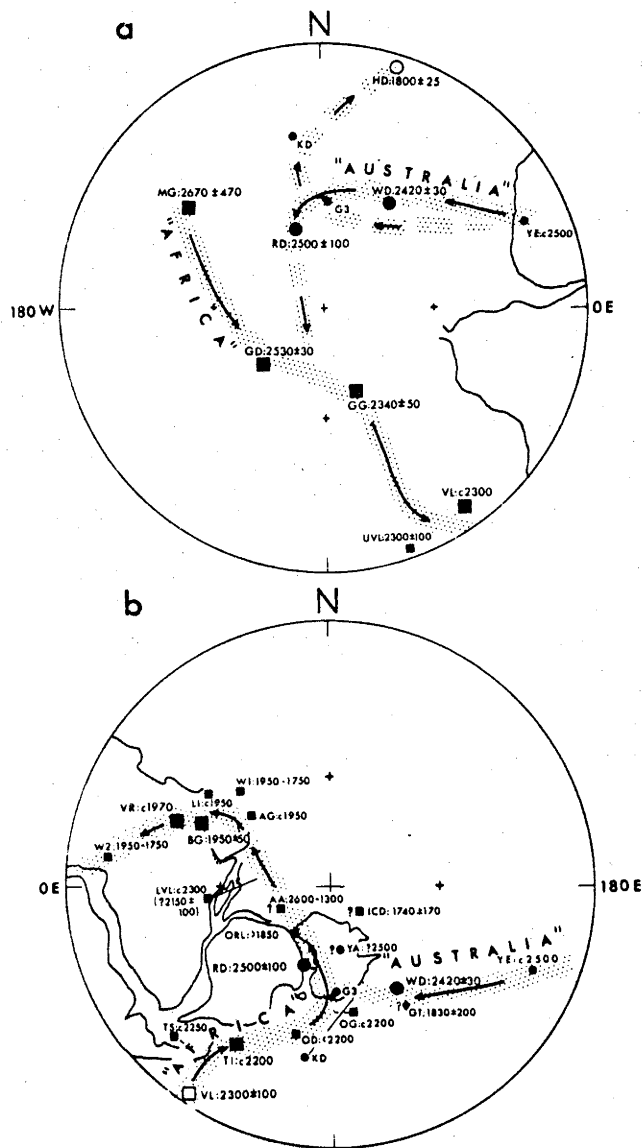 a
N
HD:1800±25
KD
"AUSTRALIA"
MG:2670±470
WD:2420±30
G3
RD:2500±100
YE:c2500
"AFRICA"
180W
0E
GD:2530±30
GG:2340±50
VL:c2300
UVL:2300±100
b
N
W1:1950-1750
LI:c1950
VR:c1970
AG:c1950
BG:1950±50
W2:1950-1750
0E
180E
LVL:c2300
(?2150±
100)
AA:2600-1300
?
? ICD:1740±170
ORL:>1850
?
YA:?2500
"AUSTRALIA"
RD:2500±100
YE:c2500
WD:2420±30
G3
?
GT:1830±200
OG:c2200
"AFRICA"
TS:c2250
OD:<2200
TI:c2200
KD
VL:2300±100